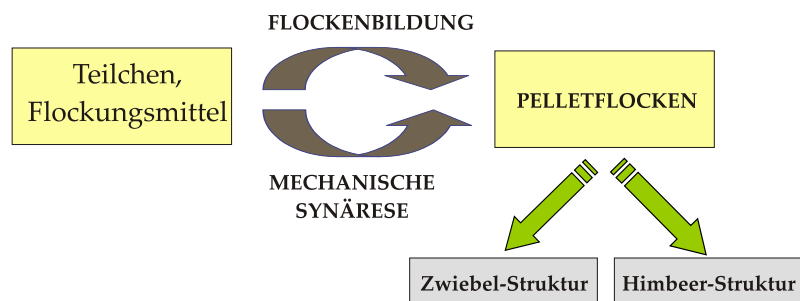 FLOCKENBILDUNG
Teilchen,
Flockungsmittel
PELLETFLOCKEN
MECHANISCHE
SYNÄRESE
Zwiebel-Struktur
Himbeer-Struktur